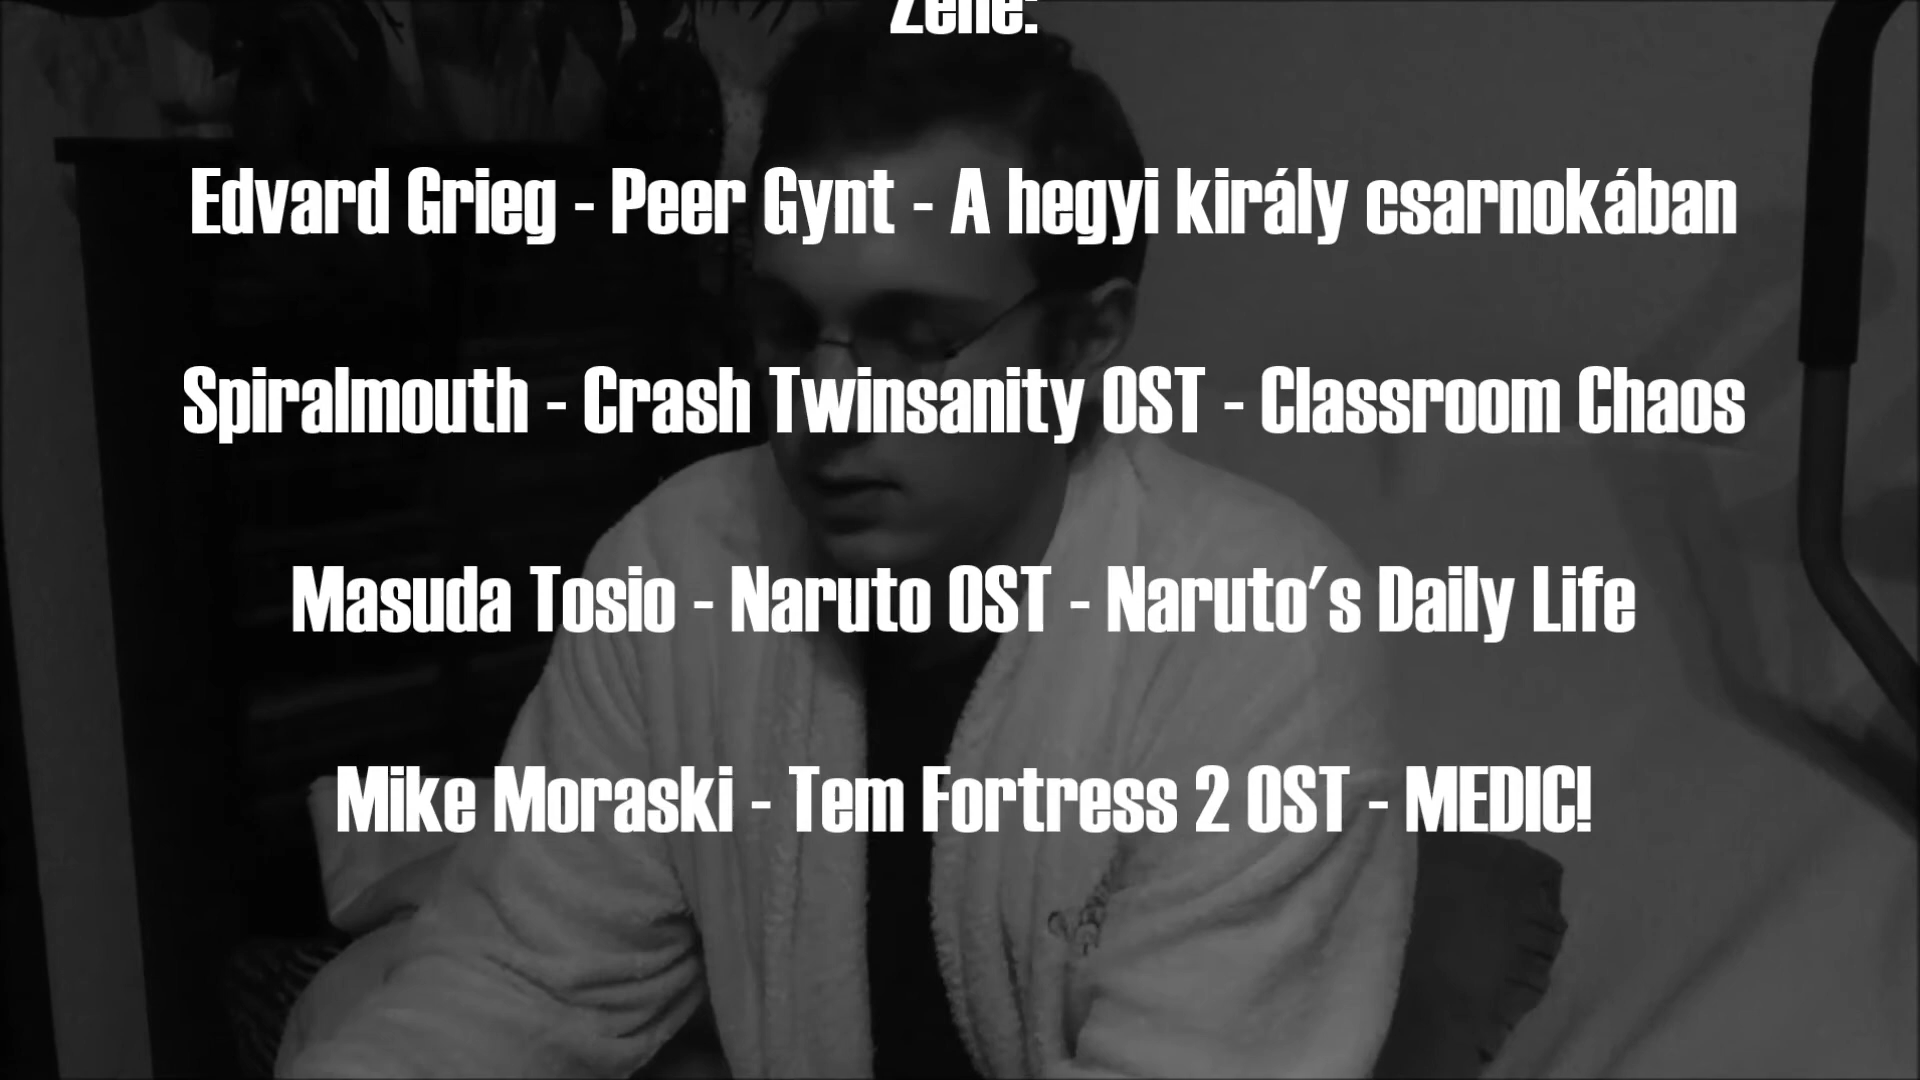 Zene:
Edvard Grieg - Peer Gynt - A hegyi király csarnokában
Spiralmouth - Crash Twinsanity OST - Classroom Chaos
Masuda Tosio - Naruto OST - Naruto's Daily Life
Mike Moraski - Tem Fortress 2 OST - MEDIC!